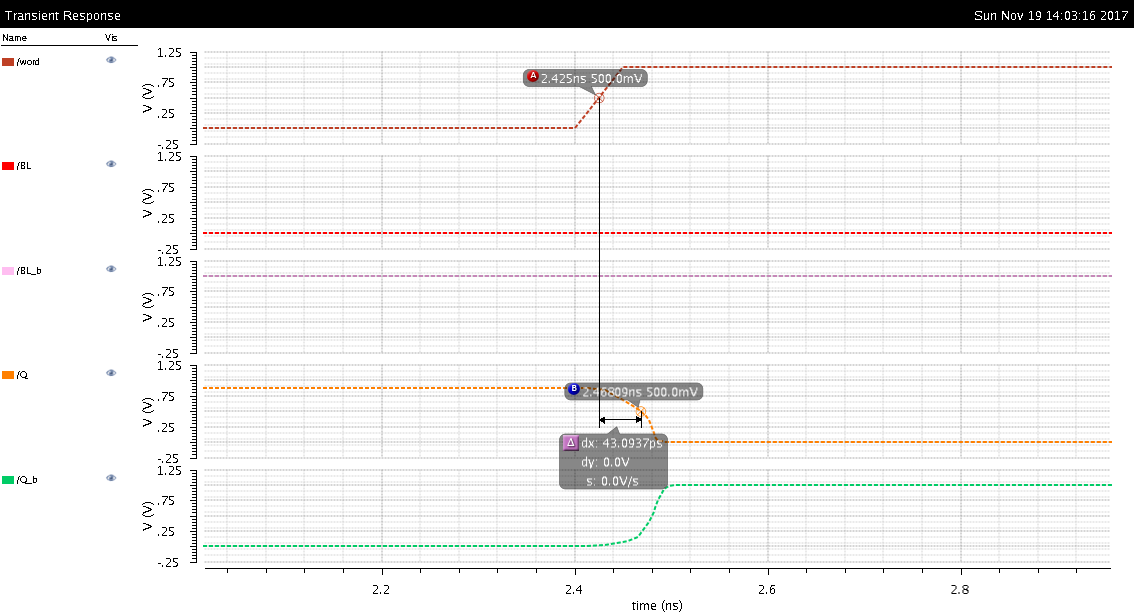 Transient Response Sun Nov 19 14:03:16 2017
Name Vis
/word
V (V)
1.25
.75
.25
-.25
A 2.425ns 500.0mV
/BL
V (V)
1.25
.75
.25
-.25
/BL_b
V (V)
1.25
.75
.25
-.25
/Q
V (V)
1.25
.75
.25
-.25
B 2.46809ns 500.0mV
Δ dx: 43.0937ps
dy: 0.0V
s: 0.0V/s
/Q_b
V (V)
1.25
.75
.25
-.25
2.2 2.4 2.6 2.8
time (ns)